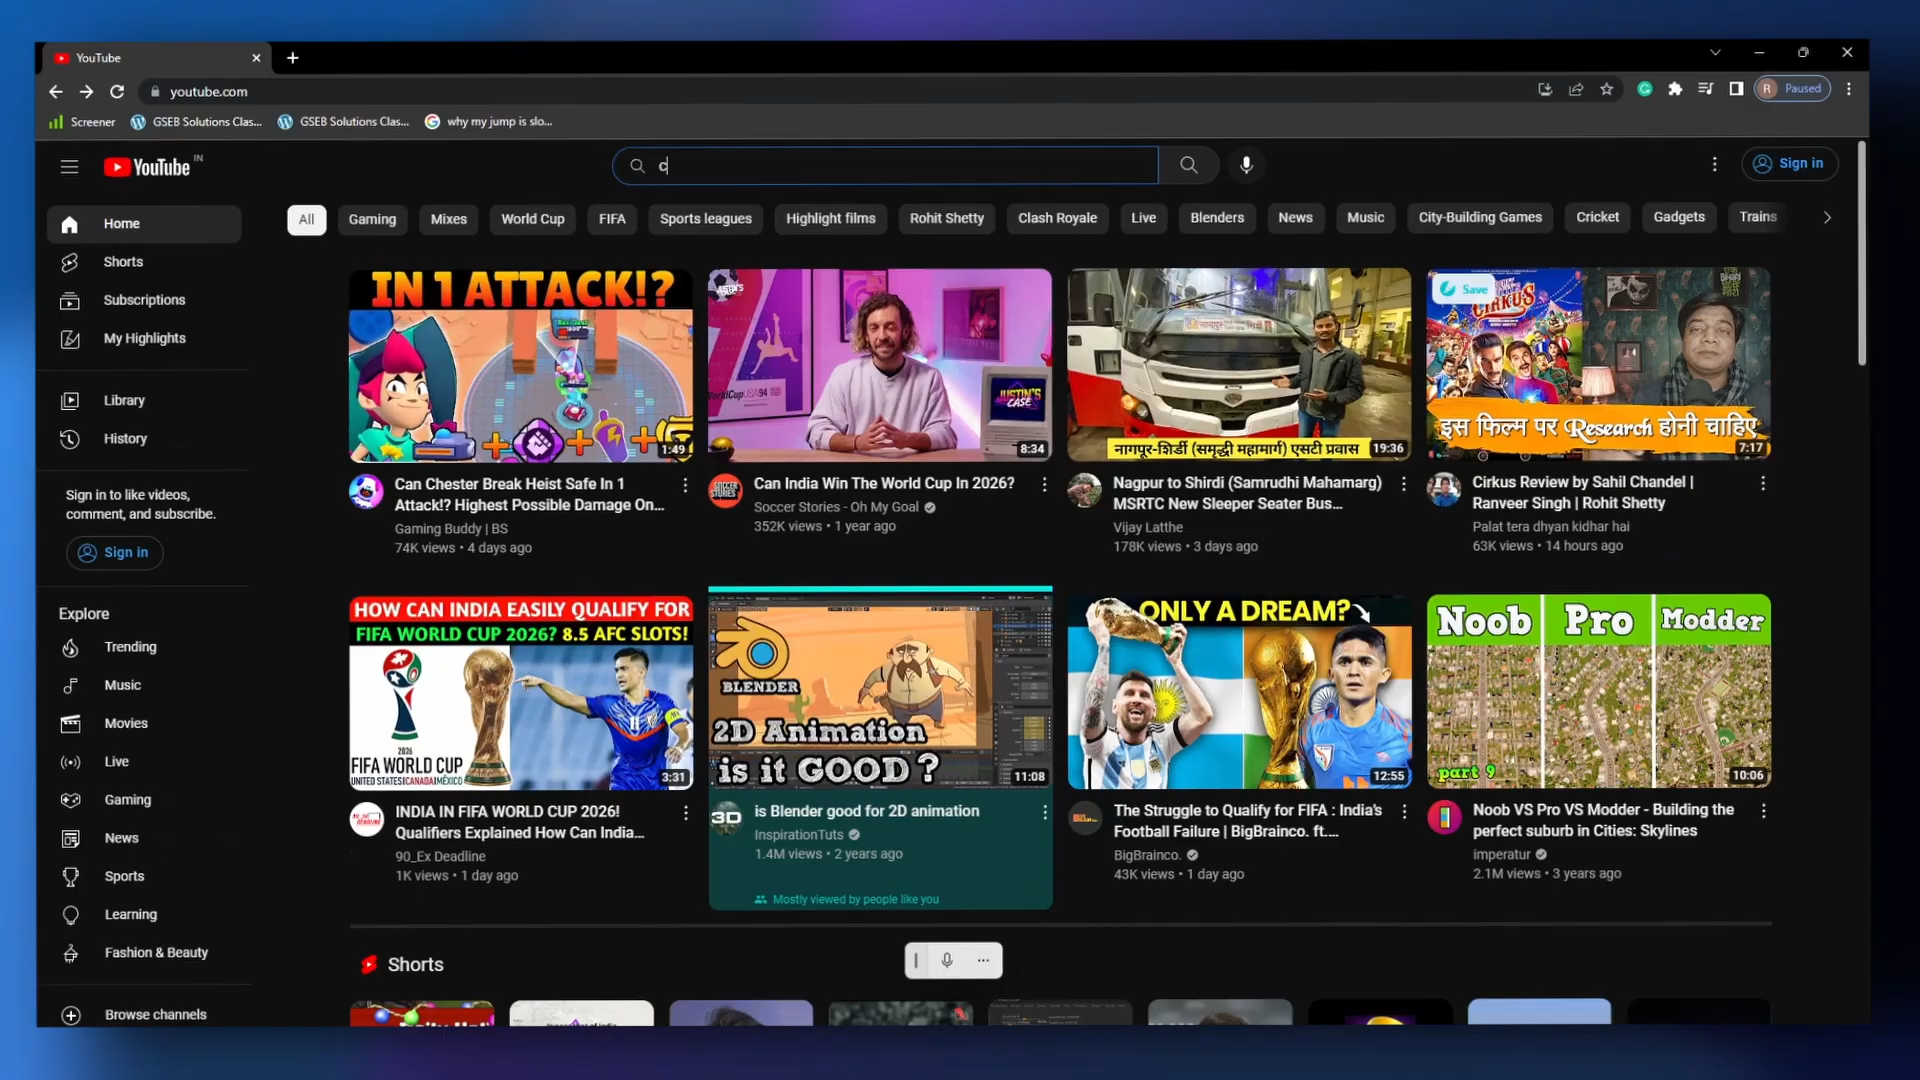 YouTube
youtube.com
Paused
R
Screener
GSEB Solutions Clas...
GSEB Solutions Clas...
why my jump is slo...
YouTube IN
c
Sign in
All
Gaming
Mixes
World Cup
FIFA
Sports leagues
Highlight films
Rohit Shetty
Clash Royale
Live
Blenders
News
Music
City-Building Games
Cricket
Gadgets
Trains
Home
Shorts
Subscriptions
My Highlights
Library
History
Sign in to like videos,
comment, and subscribe.
Sign in
Explore
Trending
Music
Movies
Live
Gaming
News
Sports
Learning
Fashion & Beauty
Browse channels
IN 1 ATTACK!?
1:49
Can Chester Break Heist Safe In 1
Attack!? Highest Possible Damage On...
Gaming Buddy | BS
74K views • 4 days ago
WorldCupUSA94
JUSTIN'S
CASE
8:34
Can India Win The World Cup In 2026?
Soccer Stories - Oh My Goal
352K views • 1 year ago
नागपूर-शिर्डी (समृद्धी महामार्ग) एसटी प्रवास
19:36
Nagpur to Shirdi (Samrudhi Mahamarg)
MSRTC New Sleeper Seater Bus...
Vijay Latthe
178K views • 3 days ago
Save
CIRKUS
इस फिल्म पर Research होनी चाहिए
7:17
Cirkus Review by Sahil Chandel |
Ranveer Singh | Rohit Shetty
Palat tera dhyan kidhar hai
63K views • 14 hours ago
HOW CAN INDIA EASILY QUALIFY FOR
FIFA WORLD CUP 2026? 8.5 AFC SLOTS!
2026
FIFA WORLD CUP
UNITED STATES|CANADA|MÉXICO
3:31
INDIA IN FIFA WORLD CUP 2026!
Qualifiers Explained How Can India...
90_Ex Deadline
1K views • 1 day ago
BLENDER
2D Animation
is it GOOD ?
11:08
3D
is Blender good for 2D animation
InspirationTuts
1.4M views • 2 years ago
Mostly viewed by people like you
ONLY A DREAM?
12:55
The Struggle to Qualify for FIFA : India's
Football Failure | BigBrainco. ft....
BigBrainco.
43K views • 1 day ago
Noob
Pro
Modder
part 9
10:06
Noob VS Pro VS Modder - Building the
perfect suburb in Cities: Skylines
imperatur
2.1M views • 3 years ago
Shorts